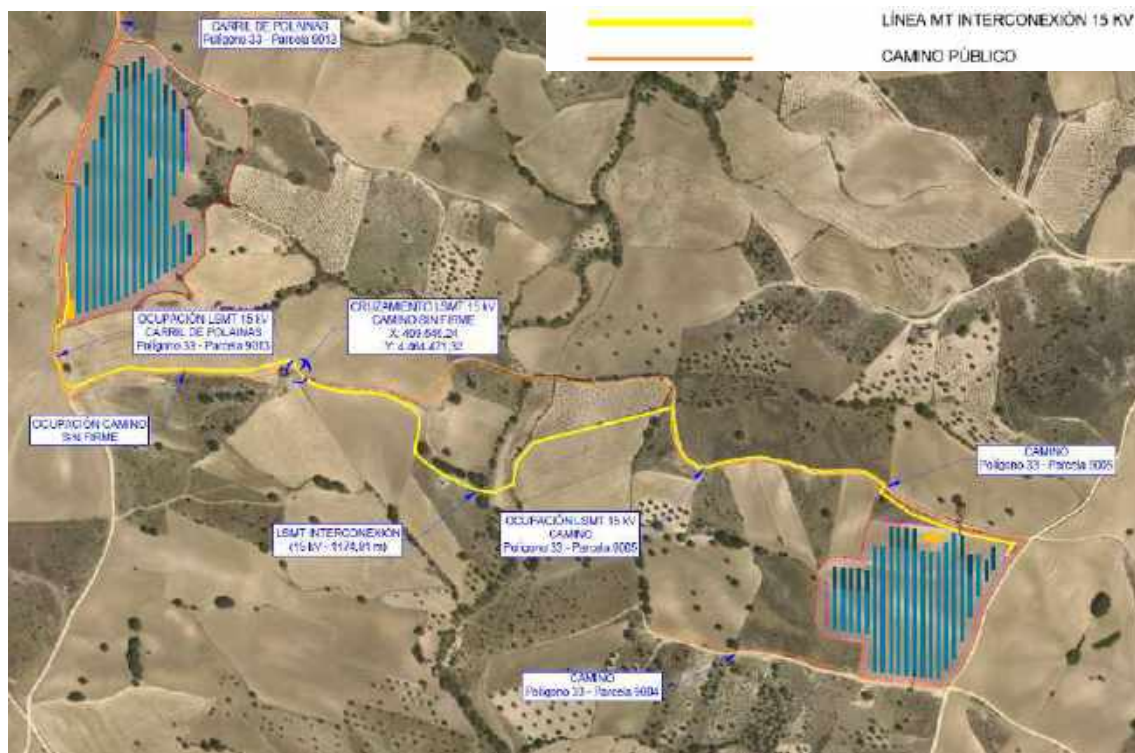 LÍNEA MT INTERCONEXIÓN 15 KV
CAMINO PÚBLICO
CARRIL DE POLAINAS
Polígono 33 - Parcela 9013
CRUZAMIENTO LSMT 15 kV
CAMINO SIN FIRME
OCUPACIÓN LSMT 15 kV
CARRIL DE POLAINAS
Polígono 33 - Parcela 9013
OCUPACIÓN CAMINO
SIN FIRME
CAMINO
Polígono 33 - Parcela 9005
LSMT INTERCONEXIÓN
OCUPACIÓN LSMT 15 kV
CAMINO
Polígono 33 - Parcela 9005
CAMINO
Polígono 33 - Parcela 9004